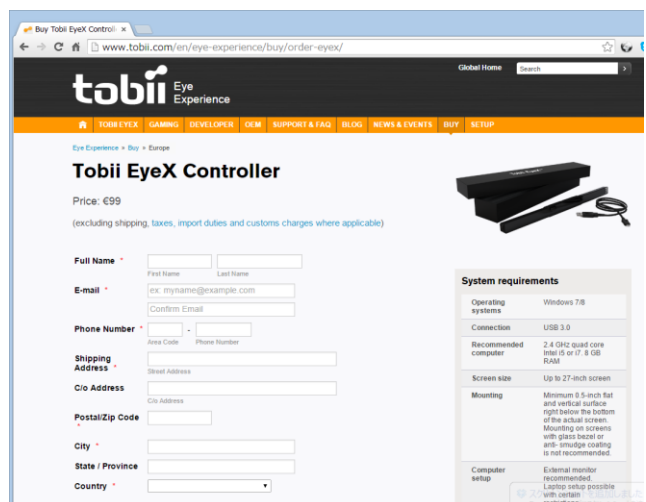 Buy Tobii EyeX Controll
www.tobii.com/en/eye-experience/buy/order-eyex/
Global Home
Search
tobii Eye
Experience
TOBII EYEX GAMING DEVELOPER OEM SUPPORT & FAQ BLOG NEWS & EVENTS BUY SETUP
Eye Experience » Buy » Europe
Tobii EyeX Controller
Price: €99
(excluding shipping, taxes, import duties and customs charges where applicable)
Full Name *
First Name Last Name
E-mail *
ex: myname@example.com
Confirm Email
Phone Number * -
Area Code Phone Number
Shipping
Address *
Street Address
C/o Address
C/o Address
Postal/Zip Code
*
City *
State / Province
Country *
System requirements
Operating
systems
Windows 7/8
Connection
USB 3.0
Recommended
computer
2.4 GHz quad core
Intel i5 or i7. 8 GB
RAM
Screen size
Up to 27-inch screen
Mounting
Minimum 0.5-inch flat
and vertical surface
right below the bottom
of the actual screen.
Mounting on screens
with glass bezel or
anti- smudge coating
is not recommended.
Computer
setup
External monitor
recommended.
Laptop setup possible
with certain